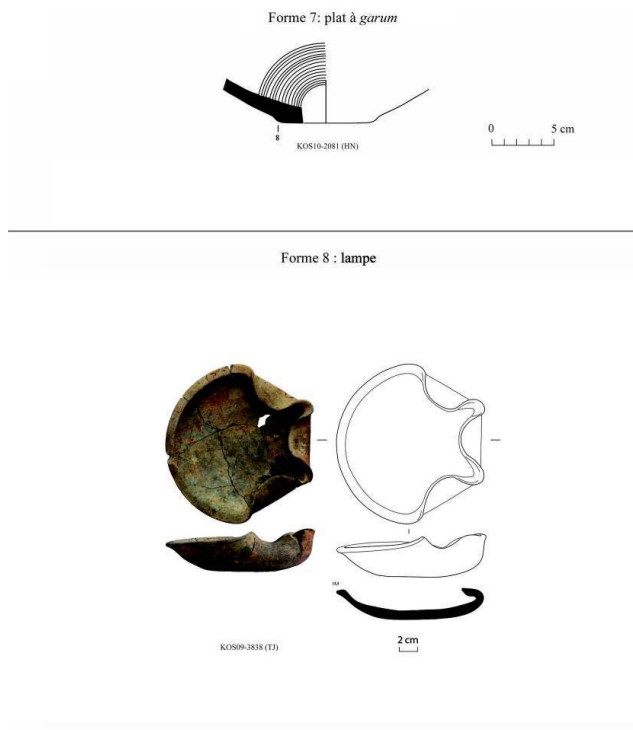 Forme 7: plat à garum
0 5 cm
8
KOS10-2081 (HN)
Forme 8 : lampe
KOS09-3838 (TJ)
2 cm